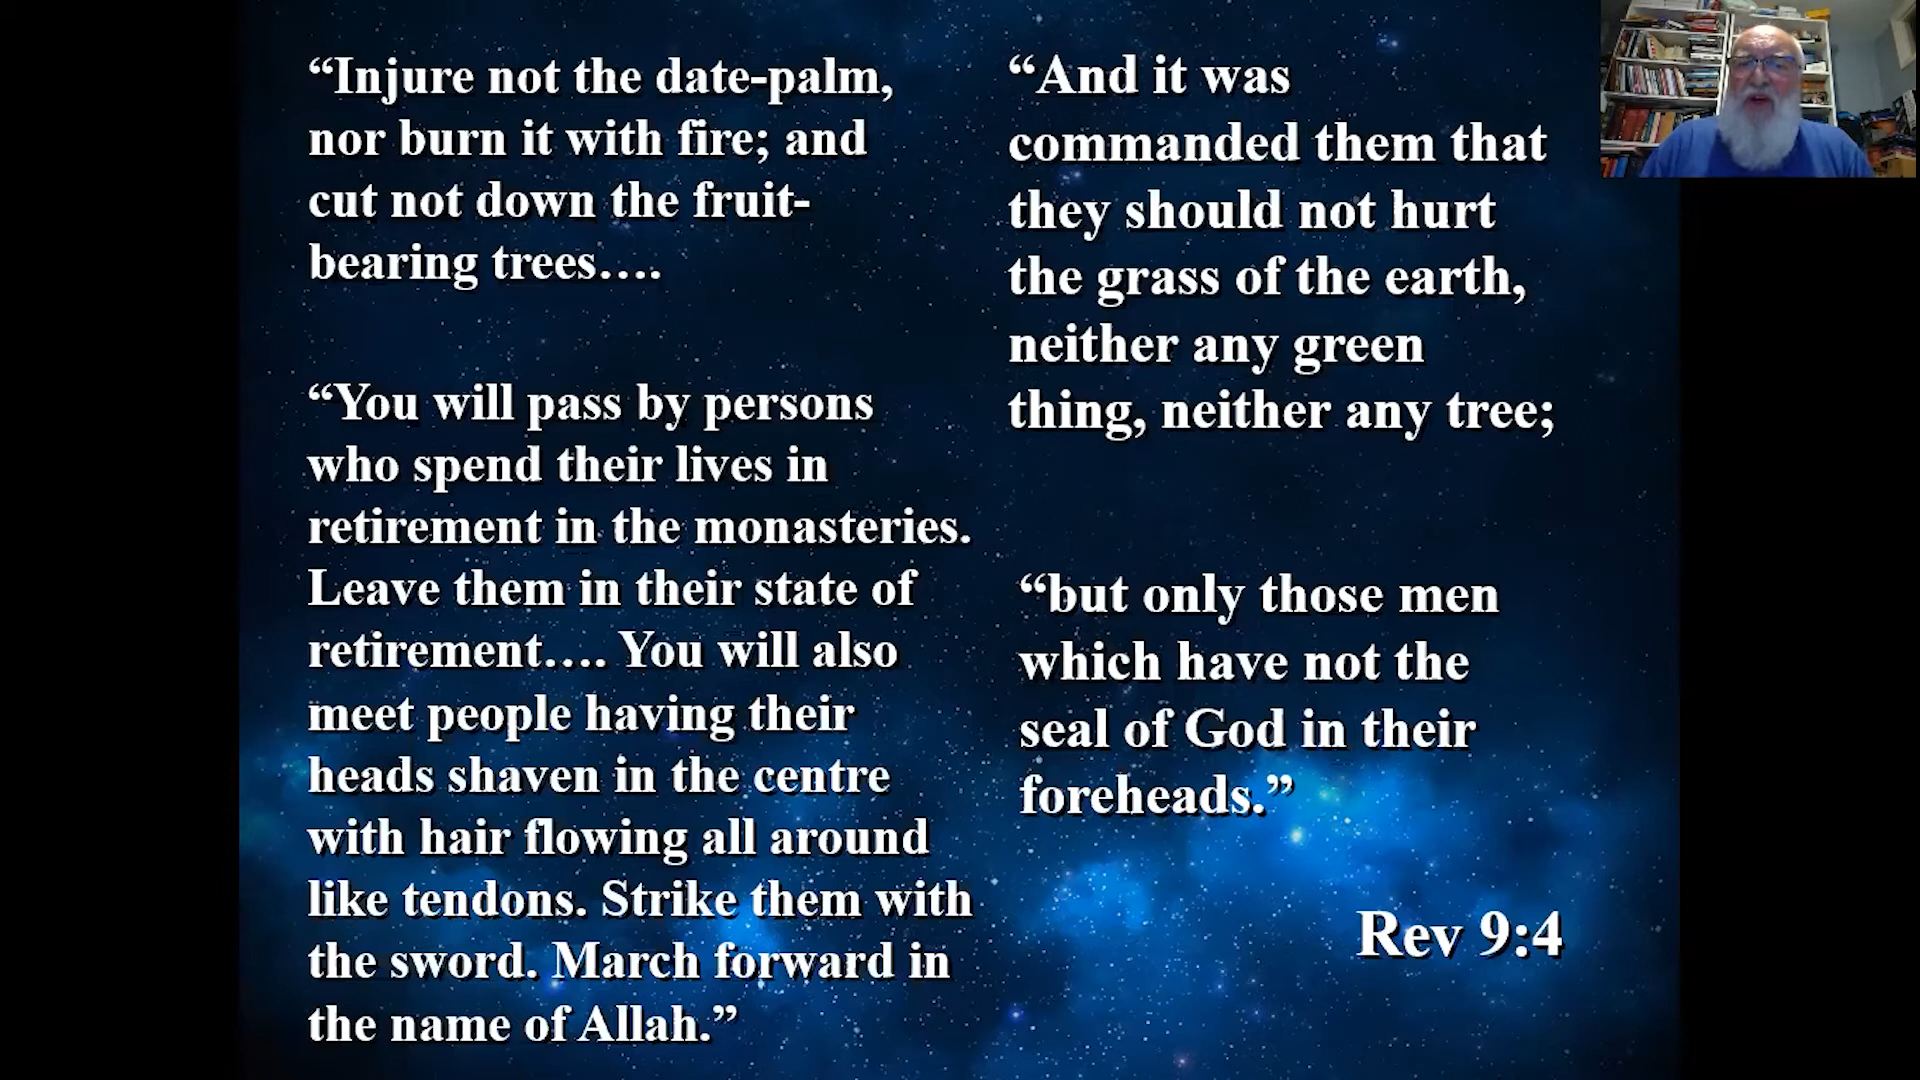 “Injure not the date-palm,
nor burn it with fire; and
cut not down the fruit-
bearing trees….
“You will pass by persons
who spend their lives in
retirement in the monasteries.
Leave them in their state of
retirement…. You will also
meet people having their
heads shaven in the centre
with hair flowing all around
like tendons. Strike them with
the sword. March forward in
the name of Allah.”
“And it was
commanded them that
they should not hurt
the grass of the earth,
neither any green
thing, neither any tree;
“but only those men
which have not the
seal of God in their
foreheads.”
Rev 9:4